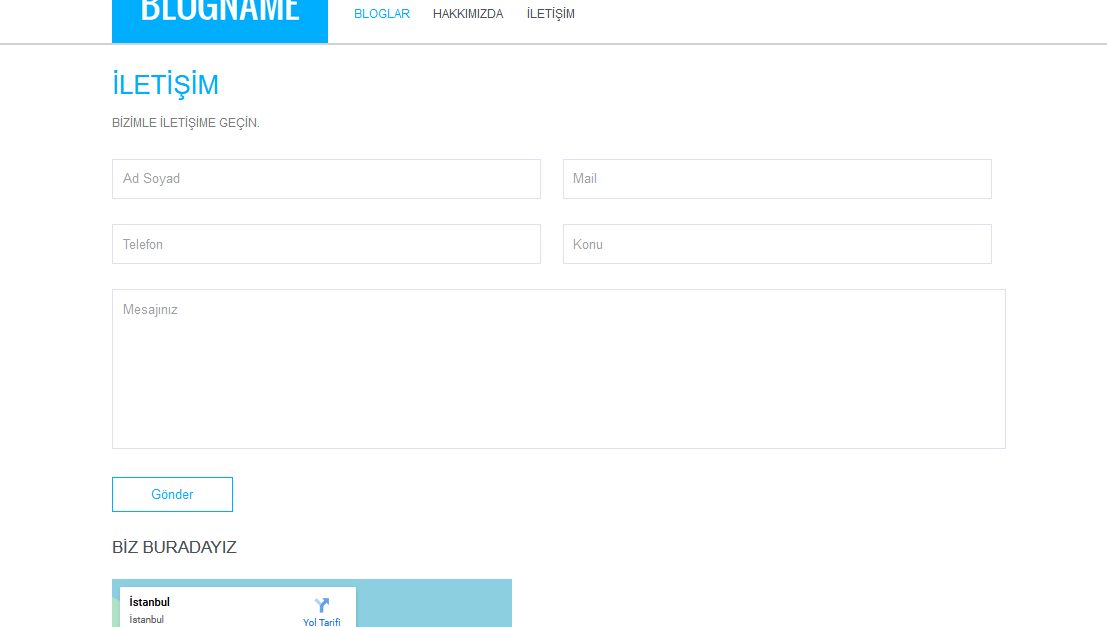 BLOGNAME
BLOGLAR HAKKIMIZDA İLETİŞİM
İLETİŞİM
BİZİMLE İLETİŞİME GEÇİN.
Ad Soyad Mail
Telefon Konu
Mesajınız
Gönder
BİZ BURADAYIZ
İstanbul
İstanbul
Yol Tarifi